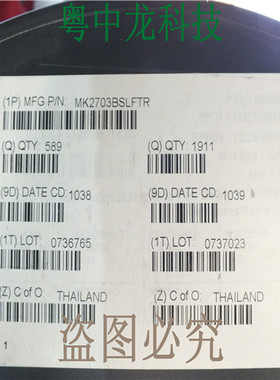 粤中龙科技
(1P) MFG P/N: MK2703BSLFTR
(Q) QTY: 589 (Q) QTY: 1911
(9D) DATE CD: 1038 (9D) DATE CD: 1039
(1T) LOT: 0736765 (1T) LOT: 0737023
(Z) C of O: THAILAND (Z) C of O: THAILAND
盗图必究
1